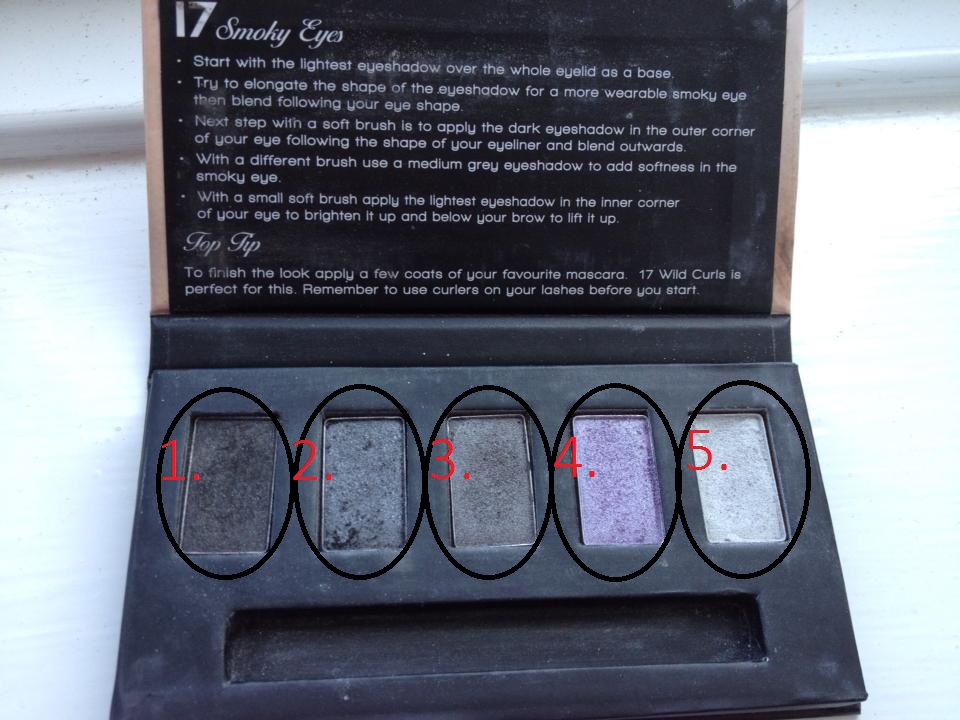 17 Smoky Eyes
• Start with the lightest eyeshadow over the whole eyelid as a base.
• Try to elongate the shape of the eyeshadow for a more wearable smoky eye
then blend following your eye shape.
• Next step with a soft brush is to apply the dark eyeshadow in the outer corner
of your eye following the shape of your eyeliner and blend outwards.
• With a different brush use a medium grey eyeshadow to add softness in the
smoky eye.
• With a small soft brush apply the lightest eyeshadow in the inner corner
of your eye to brighten it up and below your brow to lift it up.
Top Tip
To finish the look apply a few coats of your favourite mascara. 17 Wild Curls is
perfect for this. Remember to use curlers on your lashes before you start.
1. 2. 3. 4. 5.